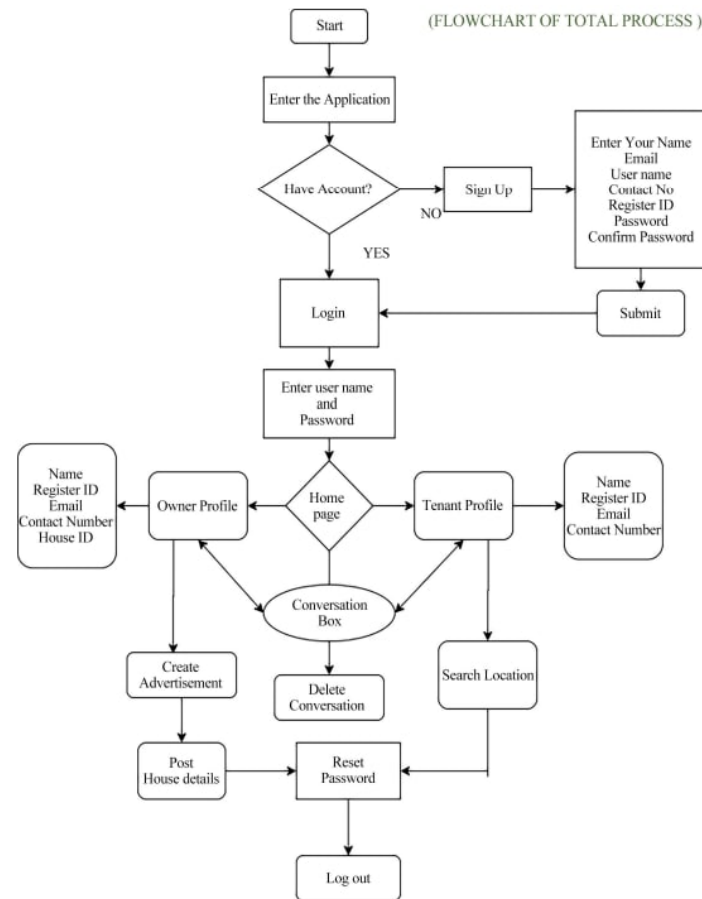 Start
(FLOWCHART OF TOTAL PROCESS )
Enter the Application
Have Account?
NO
Sign Up
Enter Your Name
Email
User name
Contact No
Register ID
Password
Confirm Password
YES
Login
Submit
Enter user name
and
Password
Name
Register ID
Email
Contact Number
House ID
Owner Profile
Home
page
Tenant Profile
Name
Register ID
Email
Contact Number
Conversation
Box
Create
Advertisement
Delete
Conversation
Search Location
Post
House details
Reset
Password
Log out